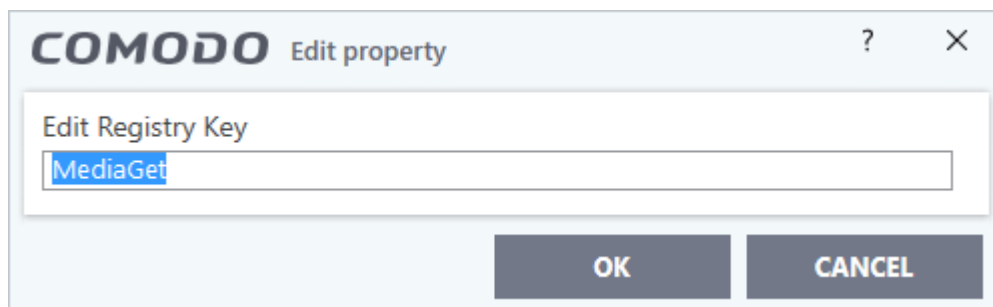 COMODO Edit property ? X
Edit Registry Key
MediaGet
OK CANCEL